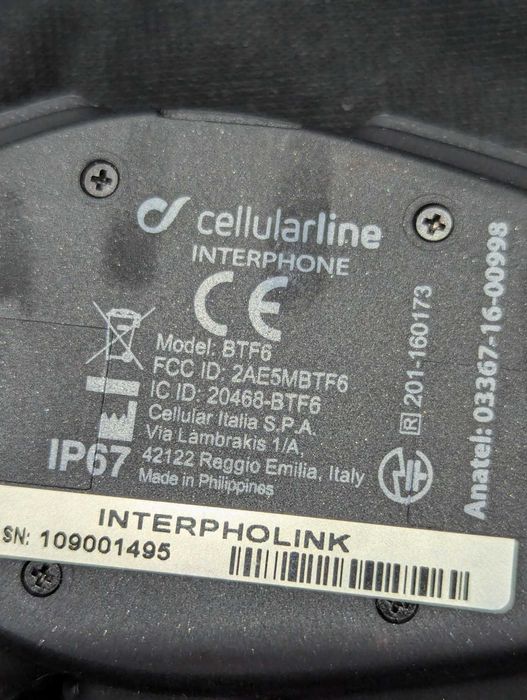 cellularline
INTERPHONE
CE
Model: BTF6
FCC ID: 2AE5MBTF6
IC ID: 20468-BTF6
Cellular Italia S.P.A.
Via Lambrakis 1/A,
42122 Reggio Emilia, Italy
Made in Philippines
IP67
R 201-160173
Anatel: 03367-16-00998
INTERPHOLINK
SN: 109001495